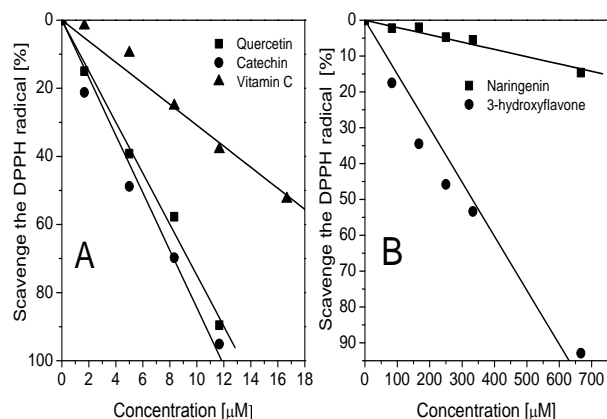 Scavenge the DPPH radical [%]
0
20
40
60
80
100
A
Quercetin
Catechin
Vitamin C
0 2 4 6 8 10 12 14 16 18
Concentration [μM]
Scavenge the DPPH radical [%]
0
10
20
30
40
50
60
70
80
90
B
Naringenin
3-hydroxyflavone
0 100 200 300 400 500 600 700
Concentration [μM]